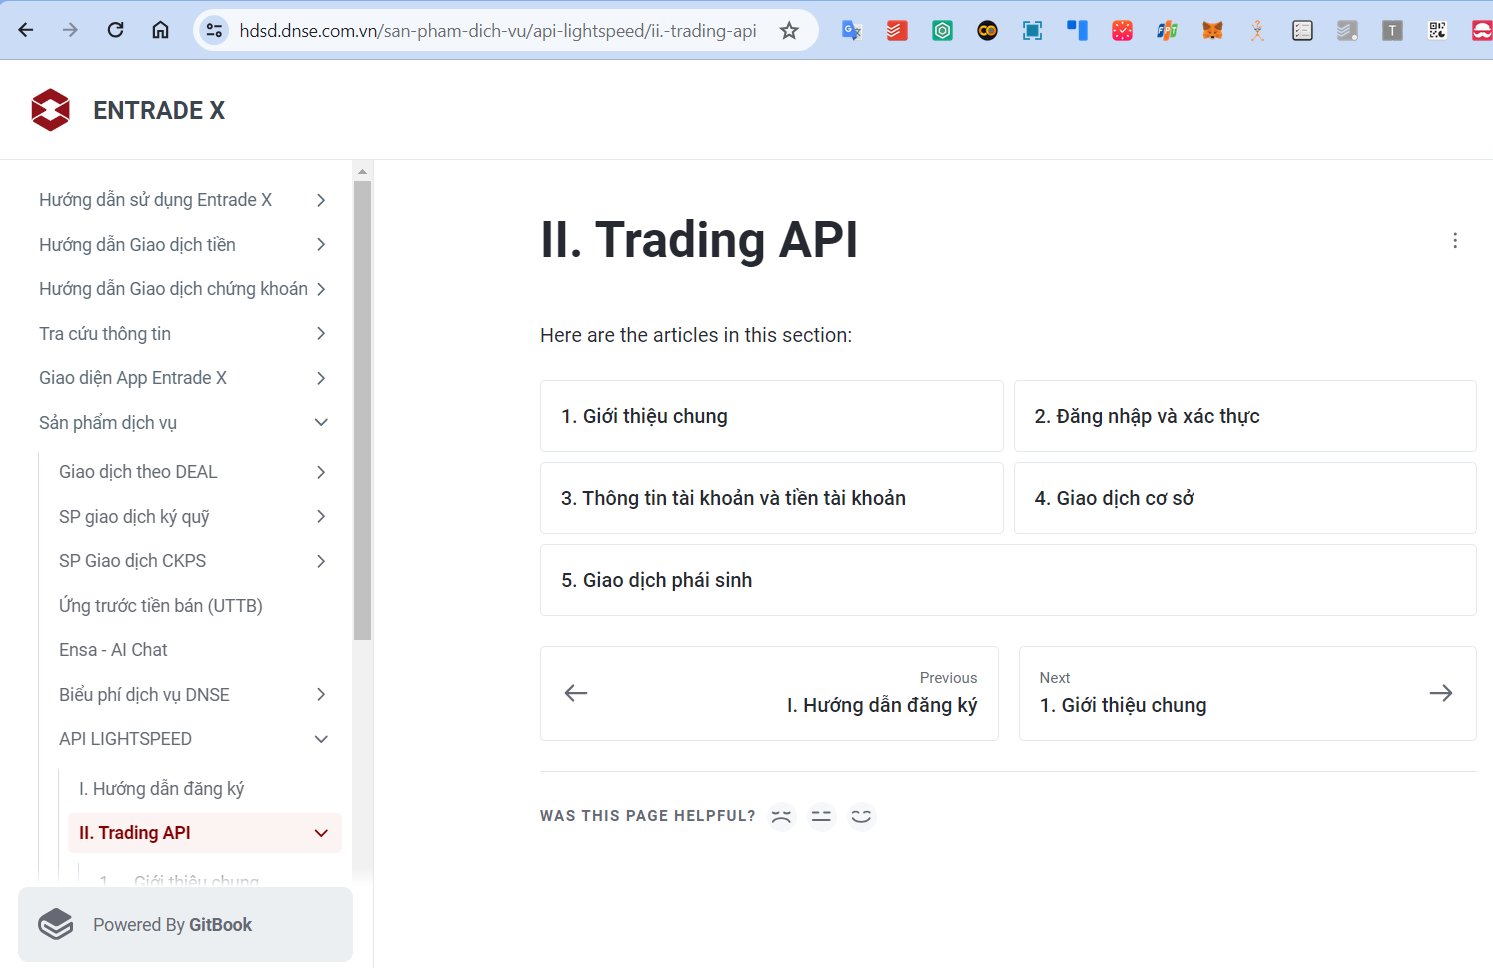 hdsd.dnse.com.vn/san-pham-dich-vu/api-lightspeed/ii.-trading-api
ENTRADE X
Hướng dẫn sử dụng Entrade X
Hướng dẫn Giao dịch tiền
Hướng dẫn Giao dịch chứng khoán
Tra cứu thông tin
Giao diện App Entrade X
Sản phẩm dịch vụ
Giao dịch theo DEAL
SP giao dịch ký quỹ
SP Giao dịch CKPS
Ứng trước tiền bán (UTTB)
Ensa - AI Chat
Biểu phí dịch vụ DNSE
API LIGHTSPEED
I. Hướng dẫn đăng ký
II. Trading API
1. Giới thiệu chung
Powered By GitBook
II. Trading API
Here are the articles in this section:
1. Giới thiệu chung
2. Đăng nhập và xác thực
3. Thông tin tài khoản và tiền tài khoản
4. Giao dịch cơ sở
5. Giao dịch phái sinh
Previous
I. Hướng dẫn đăng ký
Next
1. Giới thiệu chung
WAS THIS PAGE HELPFUL?